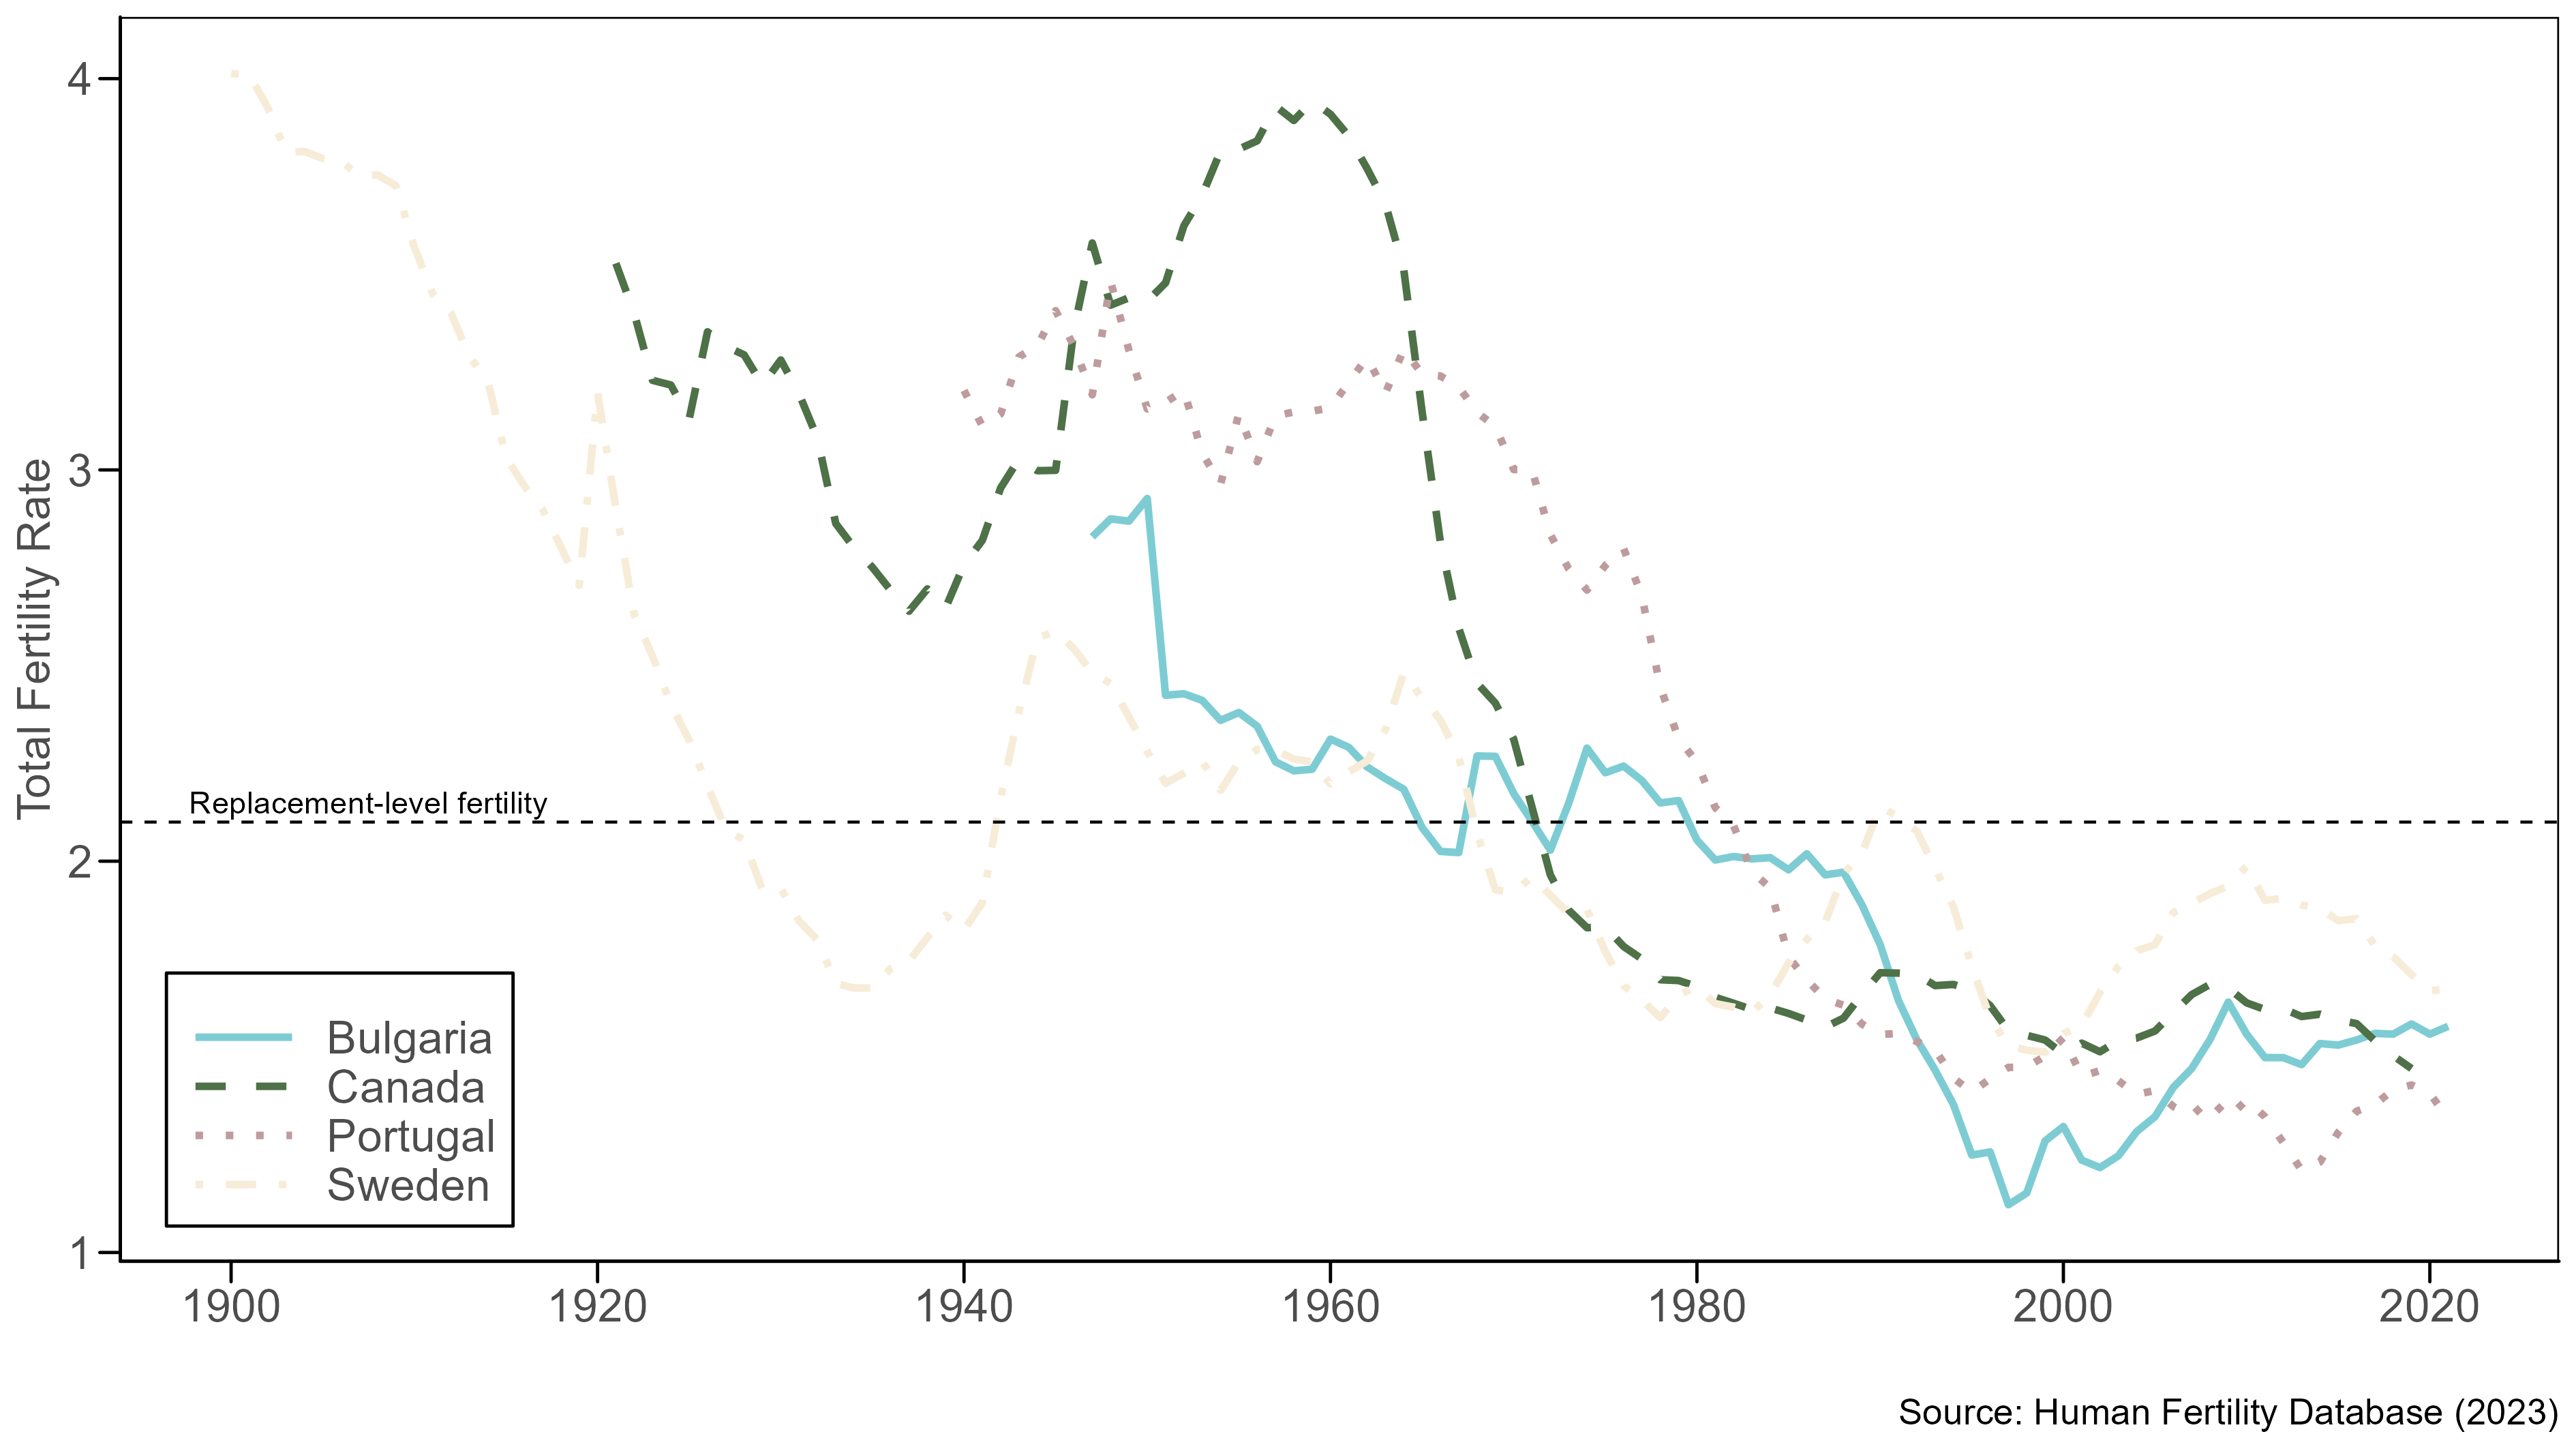 4
3
2
1
Total Fertility Rate
Replacement-level fertility
Bulgaria
Canada
Portugal
Sweden
1900 1920 1940 1960 1980 2000 2020
Source: Human Fertility Database (2023)